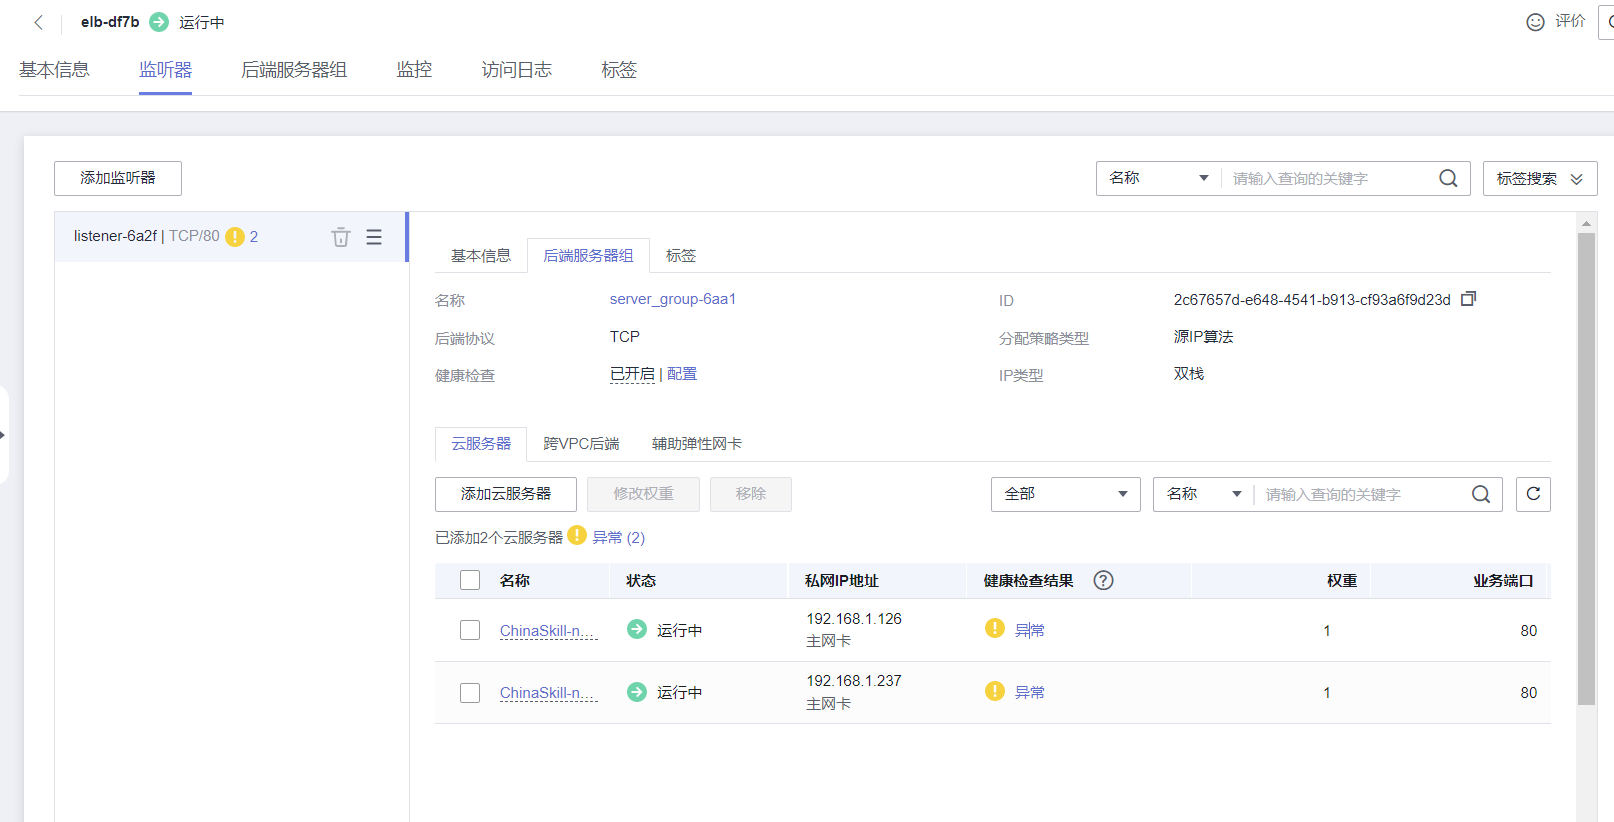 elb-df7b 运行中 评价
基本信息 监听器 后端服务器组 监控 访问日志 标签
添加监听器 名称 请输入查询的关键字 标签搜索
listener-6a2f | TCP/80 2
基本信息 后端服务器组 标签
名称 server_group-6aa1 ID 2c67657d-e648-4541-b913-cf93a6f9d23d
后端协议 TCP 分配策略类型 源IP算法
健康检查 已开启 | 配置 IP类型 双栈
云服务器 跨VPC后端 辅助弹性网卡
添加云服务器 修改权重 移除 全部 名称 请输入查询的关键字
已添加2个云服务器 异常 (2)
名称 状态 私网IP地址 健康检查结果 权重 业务端口
ChinaSkill-n... 运行中 192.168.1.126 异常 1 80
主网卡
ChinaSkill-n... 运行中 192.168.1.237 异常 1 80
主网卡